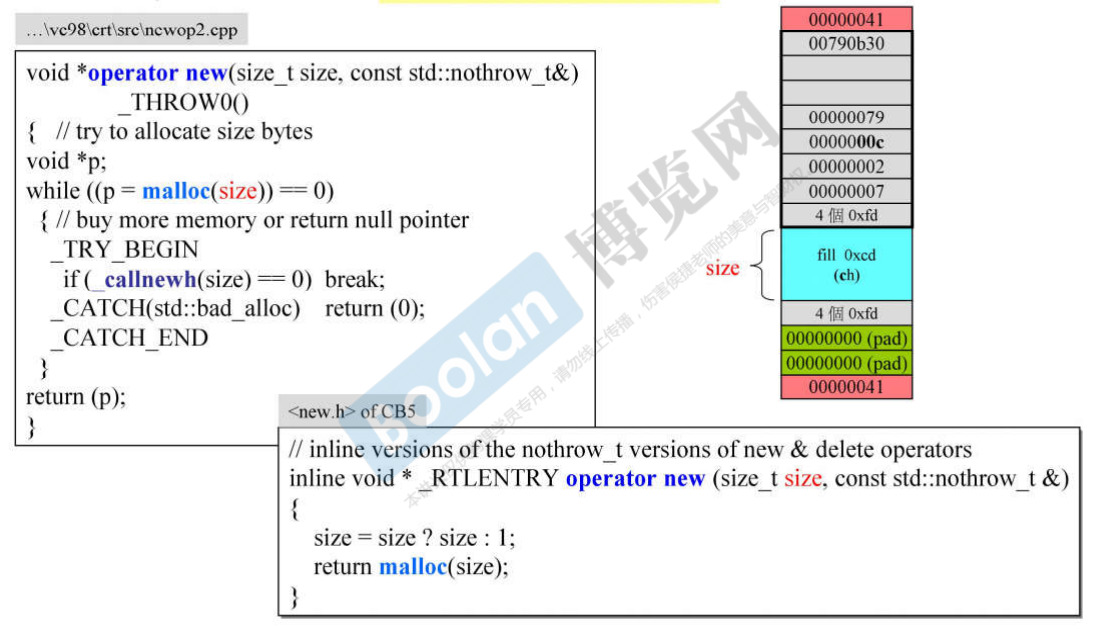 …\vc98\crt\src\newop2.cpp
void *operator new(size_t size, const std::nothrow_t&)
_THROW0()
{ // try to allocate size bytes
void *p;
while ((p = malloc(size)) == 0)
{ // buy more memory or return null pointer
_TRY_BEGIN
if (_callnewh(size) == 0) break;
_CATCH(std::bad_alloc) return (0);
_CATCH_END
}
return (p);
}
<new.h> of CB5
// inline versions of the nothrow_t versions of new & delete operators
inline void * _RTLENTRY operator new (size_t size, const std::nothrow_t &)
{
size = size ? size : 1;
return malloc(size);
}
00000041
00790b30
00000079
0000000c
00000002
00000007
4 個 0xfd
size
fill 0xcd
(ch)
4 個 0xfd
00000000 (pad)
00000000 (pad)
00000041
boolan
博览网